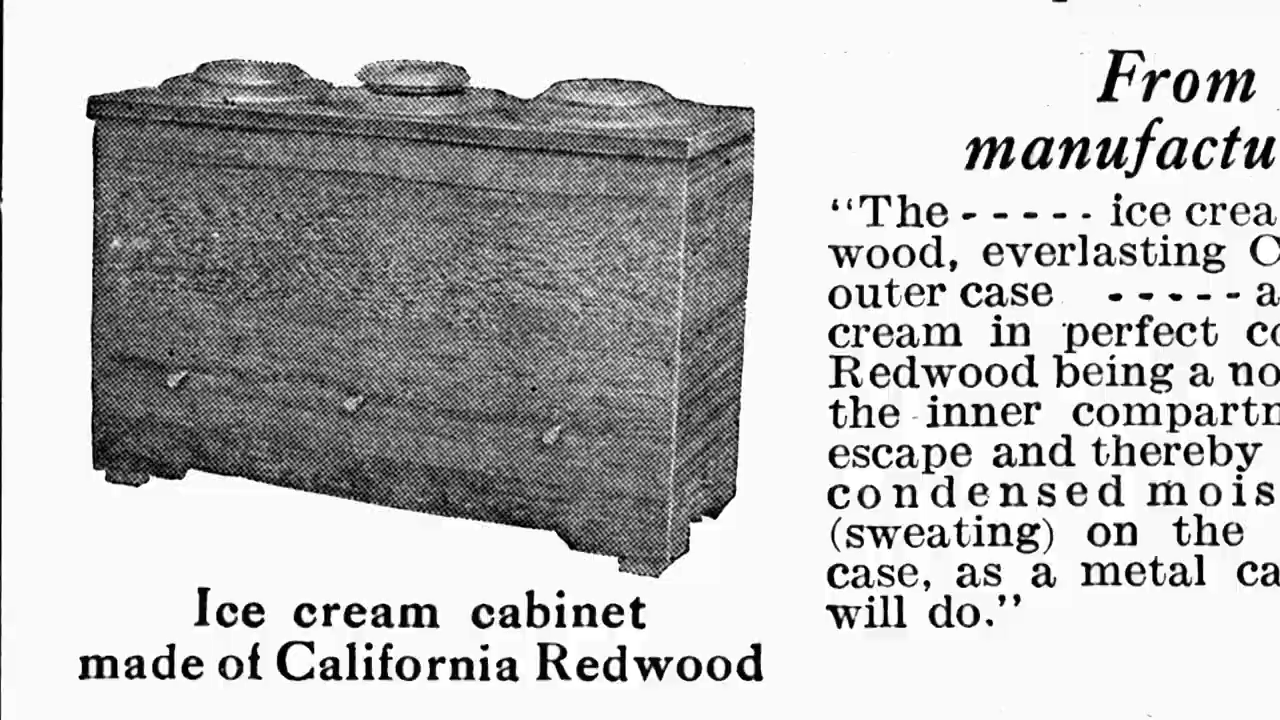 From
manufactu
“The - - - - - ice crea
wood, everlasting C
outer case - - - - - a
cream in perfect co
Redwood being a no
the inner compartm
escape and thereby
condensed mois
(sweating) on the
case, as a metal ca
will do.”
Ice cream cabinet
made of California Redwood